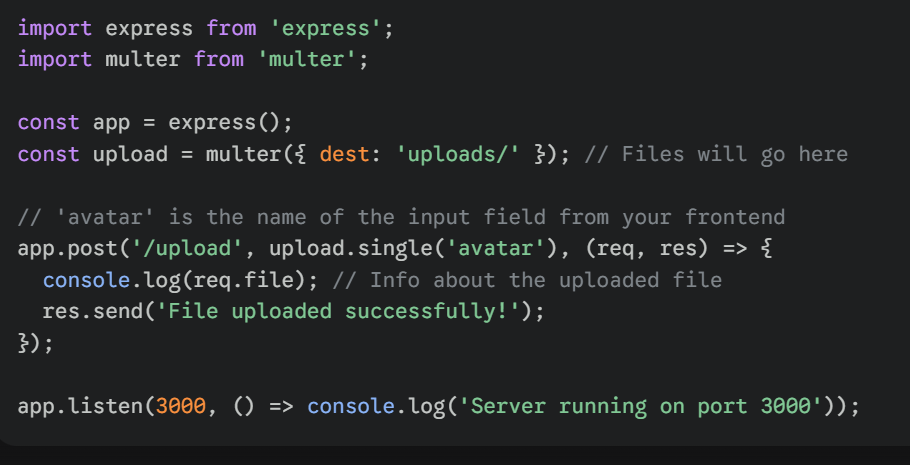 import express from 'express';
import multer from 'multer';
const app = express();
const upload = multer({ dest: 'uploads/' }); // Files will go here
// 'avatar' is the name of the input field from your frontend
app.post('/upload', upload.single('avatar'), (req, res) => {
  console.log(req.file); // Info about the uploaded file
  res.send('File uploaded successfully!');
});
app.listen(3000, () => console.log('Server running on port 3000'));